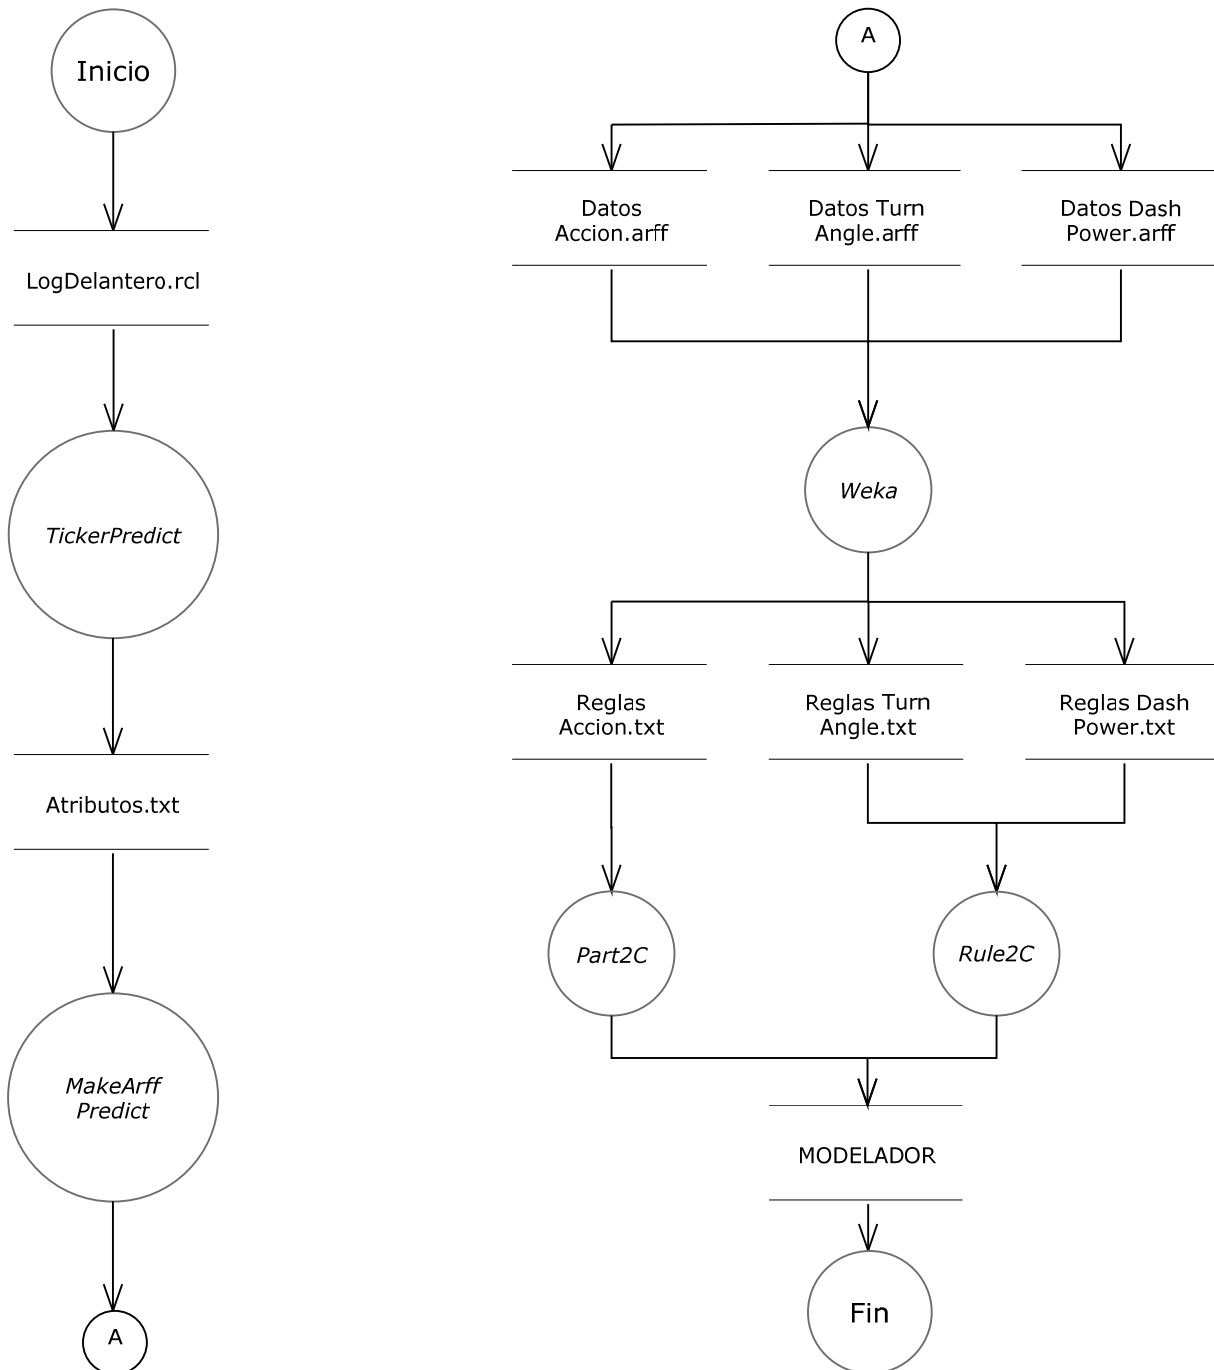 Inicio
LogDelantero.rcl
TickerPredict
Atributos.txt
MakeArff
Predict
A
A
Datos
Accion.arff
Datos Turn
Angle.arff
Datos Dash
Power.arff
Weka
Reglas
Accion.txt
Reglas Turn
Angle.txt
Reglas Dash
Power.txt
Part2C
Rule2C
MODELADOR
Fin